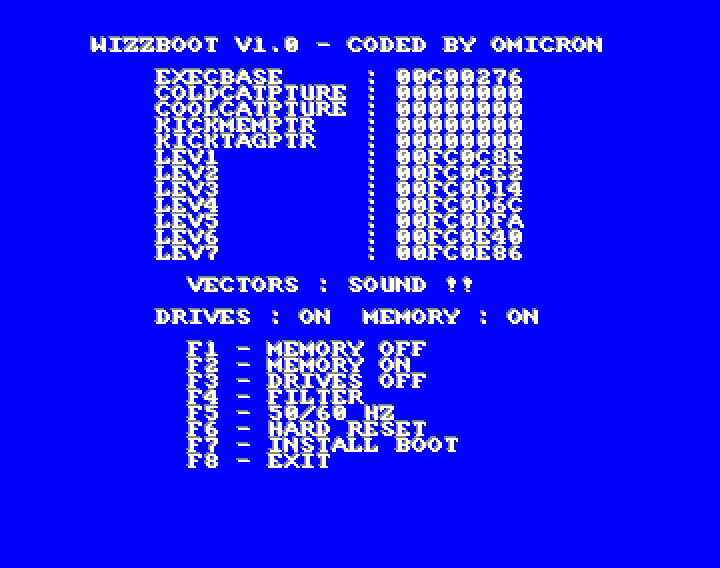 WIZZBOOT V1.0 - CODED BY OMICRON
EXECBASE : 00C00276
COLDCATPTURE : 00000000
COOLCATPTURE : 00000000
KICKMEMPTR : 00000000
KICKTAGPTR : 00000000
LEV1 : 00FC0C8E
LEV2 : 00FC0CE2
LEV3 : 00FC0D14
LEV4 : 00FC0D6C
LEV5 : 00FC0DFA
LEV6 : 00FC0E40
LEV7 : 00FC0E86
VECTORS : SOUND !!
DRIVES : ON MEMORY : ON
F1 - MEMORY OFF
F2 - MEMORY ON
F3 - DRIVES OFF
F4 - FILTER
F5 - 50/60 HZ
F6 - HARD RESET
F7 - INSTALL BOOT
F8 - EXIT